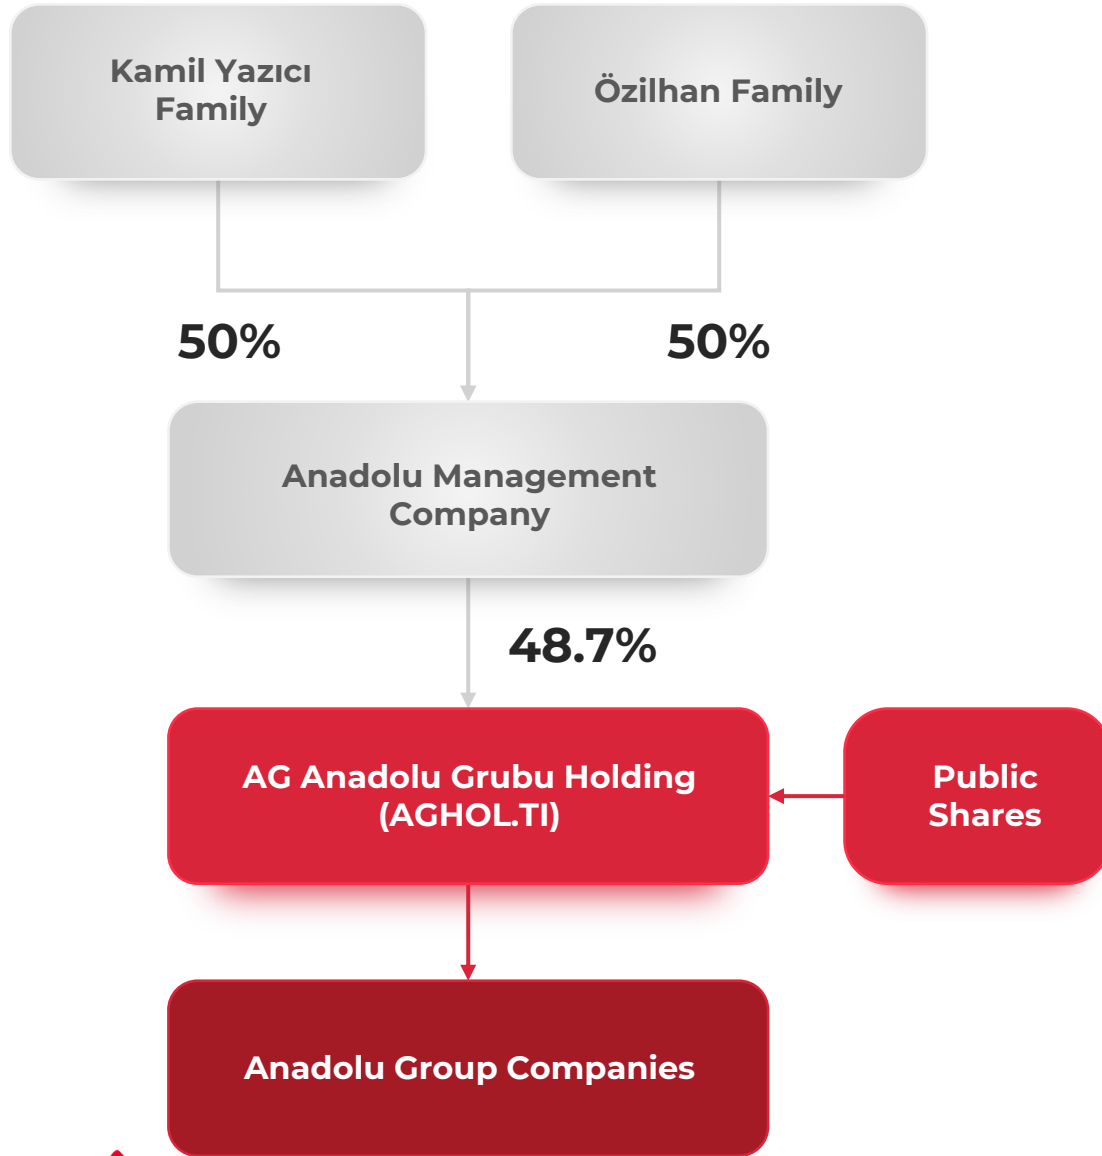 Kamil Yazıcı
Family
Özilhan Family
50%
50%
Anadolu Management
Company
48.7%
AG Anadolu Grubu Holding
(AGHOL.TI)
Public
Shares
Anadolu Group Companies